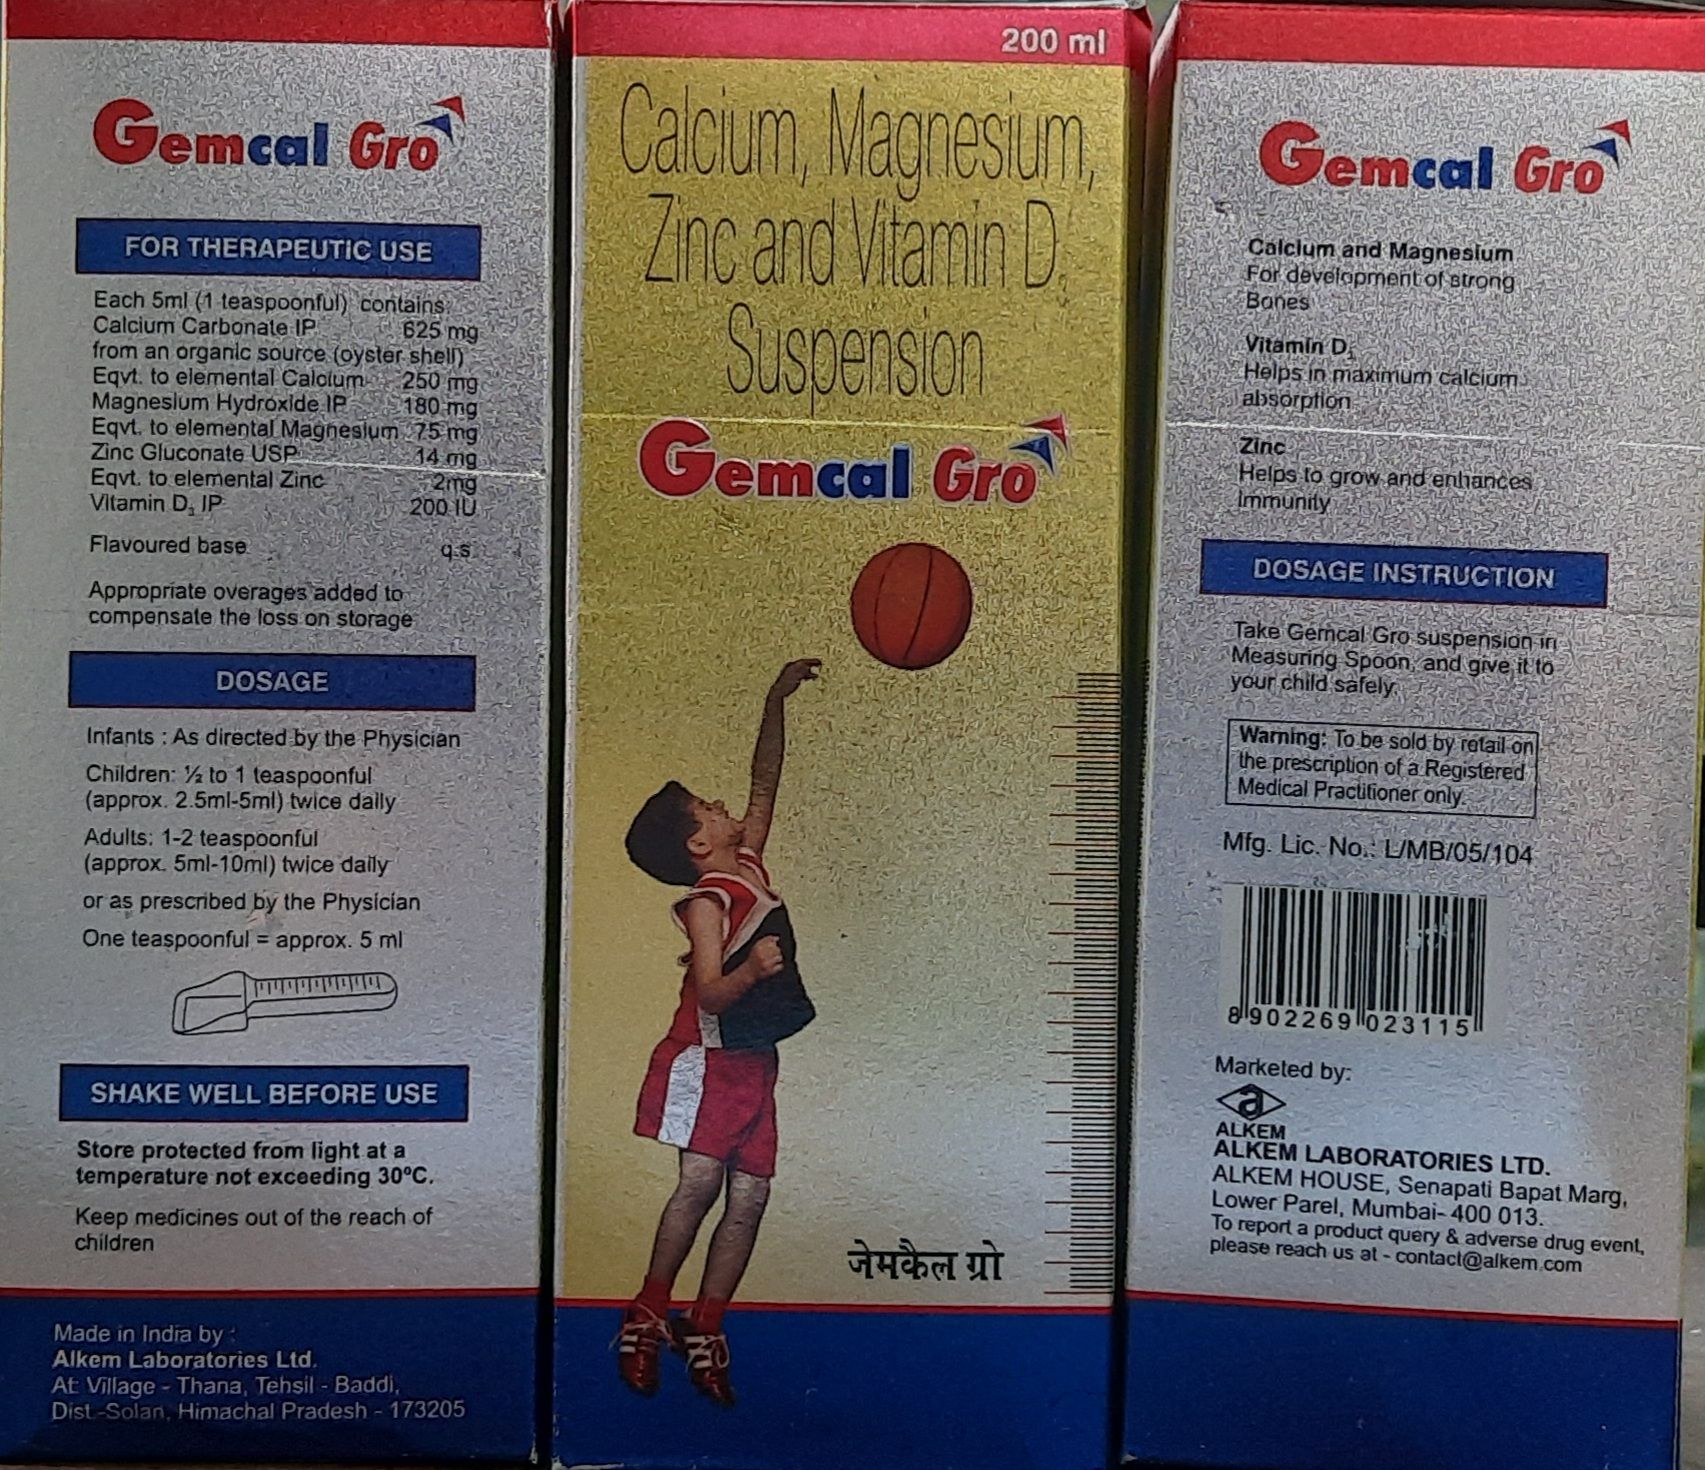 Gemcal Gro
FOR THERAPEUTIC USE
Each 5ml (1 teaspoonful) contains:
Calcium Carbonate IP 625 mg
from an organic source (oyster shell)
Eqvt. to elemental Calcium 250 mg
Magnesium Hydroxide IP 180 mg
Eqvt. to elemental Magnesium 75 mg
Zinc Gluconate USP 14 mg
Eqvt. to elemental Zinc 2mg
Vitamin D₃ IP 200 IU
Flavoured base q.s.
Appropriate overages added to
compensate the loss on storage
DOSAGE
Infants : As directed by the Physician
Children: ½ to 1 teaspoonful
(approx. 2.5ml-5ml) twice daily
Adults: 1-2 teaspoonful
(approx. 5ml-10ml) twice daily
or as prescribed by the Physician
One teaspoonful = approx. 5 ml
SHAKE WELL BEFORE USE
Store protected from light at a
temperature not exceeding 30ºC.
Keep medicines out of the reach of
children
Made in India by :
Alkem Laboratories Ltd.
At: Village - Thana, Tehsil - Baddi,
Dist.-Solan, Himachal Pradesh - 173205
200 ml
Calcium, Magnesium,
Zinc and Vitamin D₃
Suspension
Gemcal Gro
जेमकैल ग्रो
Gemcal Gro
Calcium and Magnesium
For development of strong
Bones
Vitamin D₃
Helps in maximum calcium
absorption
Zinc
Helps to grow and enhances
Immunity
DOSAGE INSTRUCTION
Take Gemcal Gro suspension in
Measuring Spoon, and give it to
your child safely.
Warning: To be sold by retail on
the prescription of a Registered
Medical Practitioner only.
Mfg. Lic. No.: L/MB/05/104
8 902269 023115
Marketed by:
a
ALKEM
ALKEM LABORATORIES LTD.
ALKEM HOUSE, Senapati Bapat Marg,
Lower Parel, Mumbai- 400 013.
To report a product query & adverse drug event,
please reach us at - contact@alkem.com